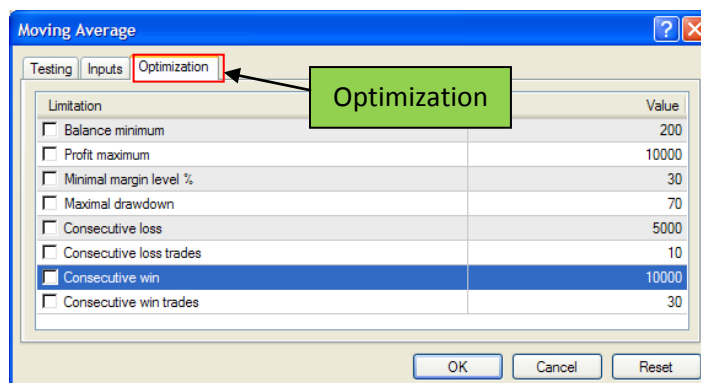 Moving Average
Testing Inputs Optimization
Optimization
Limitation Value
Balance minimum 200
Profit maximum 10000
Minimal margin level % 30
Maximal drawdown 70
Consecutive loss 5000
Consecutive loss trades 10
Consecutive win 10000
Consecutive win trades 30
OK Cancel Reset